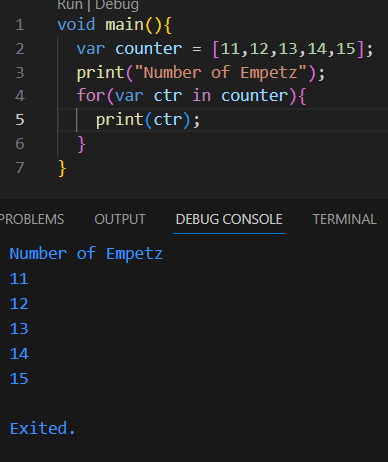 Run | Debug
1 void main(){
2 var counter = [11,12,13,14,15];
3 print("Number of Empetz");
4 for(var ctr in counter){
5 print(ctr);
6 }
7 }
PROBLEMS OUTPUT DEBUG CONSOLE TERMINAL
Number of Empetz
11
12
13
14
15
Exited.